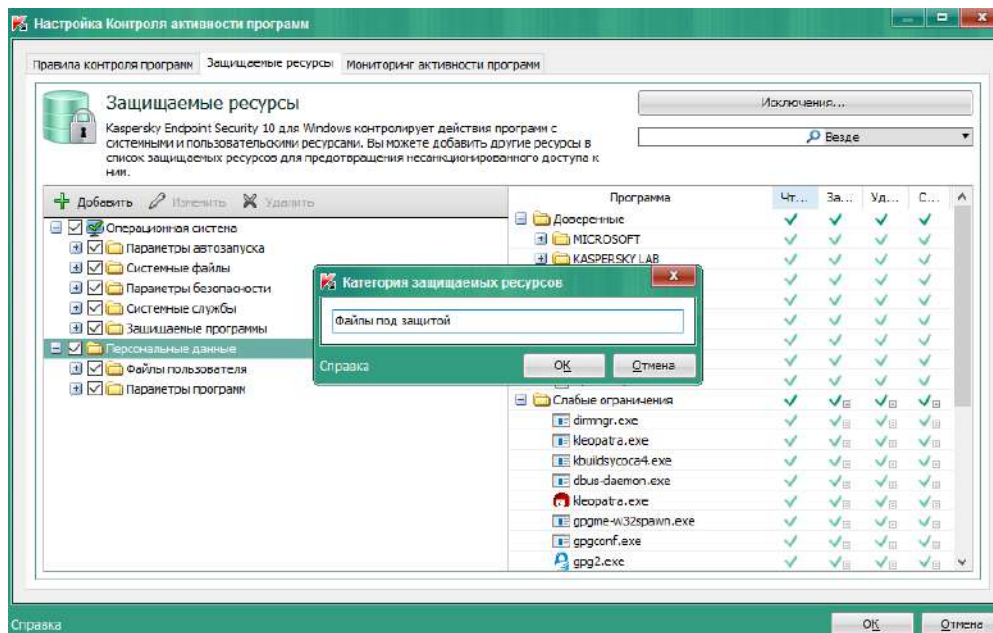 Настройка Контроля активности программ
Правила контроля программ Защищаемые ресурсы Мониторинг активности программ
Защищаемые ресурсы
Kaspersky Endpoint Security 10 для Windows контролирует действия программ с
системными и пользовательскими ресурсами. Вы можете добавить другие ресурсы в
список защищаемых ресурсов для предотвращения несанкционированного доступа к
ним.
Исключения...
Везде
Добавить Изменить Удалить
Операционная система
Параметры автозапуска
Системные файлы
Параметры безопасности
Системные службы
Защищаемые программы
Персональные данные
Файлы пользователя
Параметры программ
Программа Чт... За... Уд... С...
Доверенные
MICROSOFT
KASPERSKY LAB
Категория защищаемых ресурсов
Файлы под защитой
Справка OK Отмена
Слабые ограничения
dirmngr.exe
kleopatra.exe
kbuildsycoca4.exe
dbus-daemon.exe
kleopatra.exe
gpgme-w32spawn.exe
gpgconf.exe
gpg2.exe
Справка OK Отмена